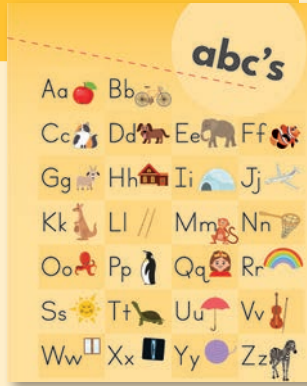 abc's
Aa Bb
Cc Dd Ee Ff
Gg Hh Ii Jj
Kk Ll Mm Nn
Oo Pp Qq Rr
Ss Tt Uu Vv
Ww Xx Yy Zz